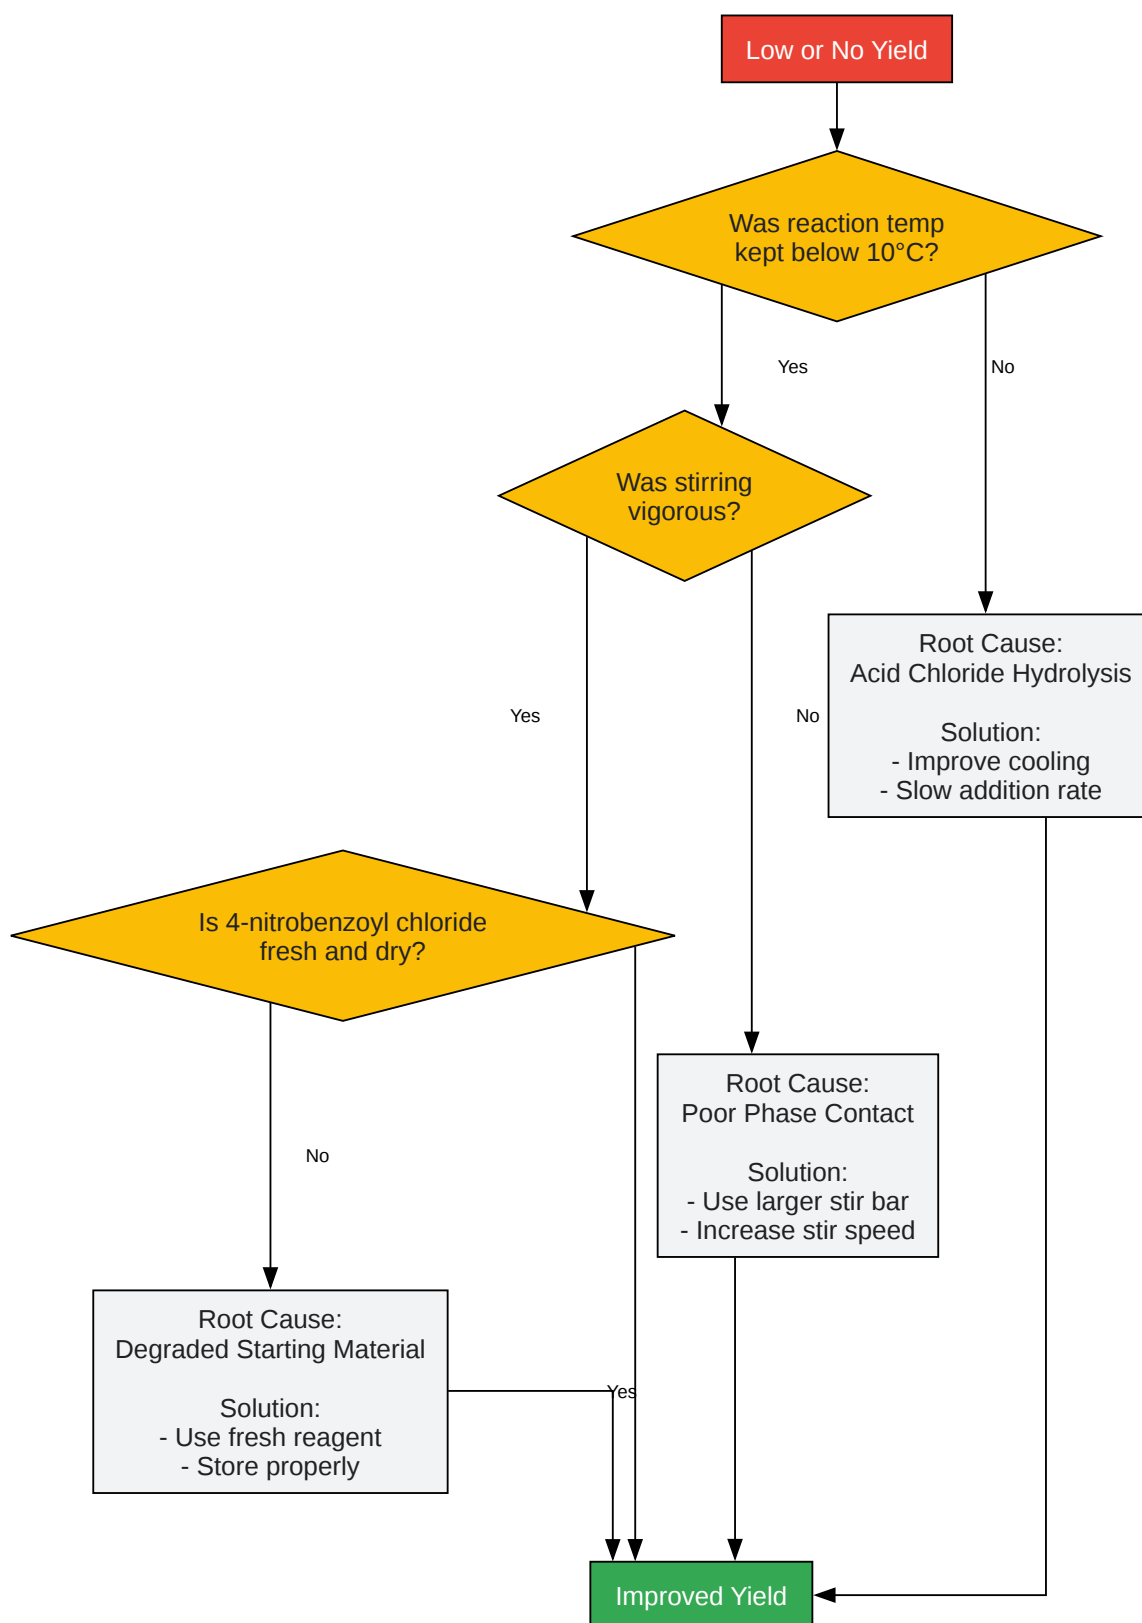 Low or No Yield
Was reaction temp
kept below 10°C?
Yes
No
Was stirring
vigorous?
Yes
No
Root Cause:
Acid Chloride Hydrolysis
Solution:
- Improve cooling
- Slow addition rate
Is 4-nitrobenzoyl chloride
fresh and dry?
No
Yes
Root Cause:
Poor Phase Contact
Solution:
- Use larger stir bar
- Increase stir speed
Root Cause:
Degraded Starting Material
Solution:
- Use fresh reagent
- Store properly
Improved Yield